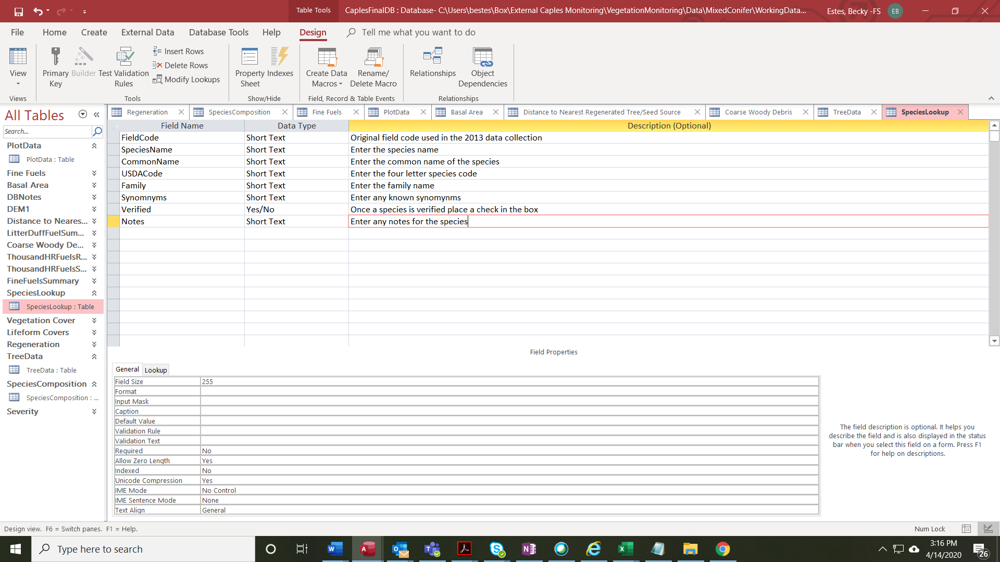 Table Tools
CaplesFinalDB : Database- C:\Users\bestes\Box\External Caples Monitoring\VegetationMonitoring\Data\MixedConifer\WorkingData...
Estes, Becky -FS
EB
File Home Create External Data Database Tools Help Design Tell me what you want to do
View
Primary Key
Builder
Test Validation Rules
Insert Rows
Delete Rows
Modify Lookups
Property Sheet
Indexes
Create Data Macros
Rename/ Delete Macro
Relationships
Object Dependencies
Views
Tools
Show/Hide
Field, Record & Table Events
Relationships
All Tables
Search...
PlotData
PlotData : Table
Fine Fuels
Basal Area
DBNotes
DEM1
Distance to Neares...
LitterDuffFuelSum...
Coarse Woody De...
ThousandHRFuelsR...
ThousandHRFuelsS...
FineFuelsSummary
SpeciesLookup
SpeciesLookup : Table
Vegetation Cover
Lifeform Covers
Regeneration
TreeData
TreeData : Table
SpeciesComposition
SpeciesComposition : ...
Severity
Regeneration SpeciesComposition Fine Fuels PlotData Basal Area Distance to Nearest Regenerated Tree/Seed Source Coarse Woody Debris TreeData SpeciesLookup
Field Name Data Type Description (Optional)
FieldCode Short Text Original field code used in the 2013 data collection
SpeciesName Short Text Enter the species name
CommonName Short Text Enter the common name of the species
USDACode Short Text Enter the four letter species code
Family Short Text Enter the family name
Synomnyms Short Text Enter any known synomynms
Verified Yes/No Once a species is verified place a check in the box
Notes Short Text Enter any notes for the species
Field Properties
General Lookup
Field Size 255
Format
Input Mask
Caption
Default Value
Validation Rule
Validation Text
Required No
Allow Zero Length Yes
Indexed No
Unicode Compression Yes
IME Mode No Control
IME Sentence Mode None
Text Align General
The field description is optional. It helps you
describe the field and is also displayed in the status
bar when you select this field on a form. Press F1
for help on descriptions.
Design view. F6 = Switch panes. F1 = Help.
Num Lock
Type here to search
3:16 PM
4/14/2020
26